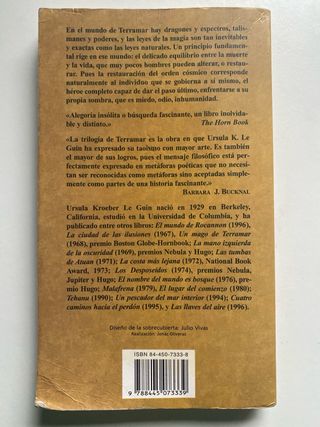 En el mundo de Terramar hay dragones y espectros, talis-
manes y poderes, y las leyes de la magia son tan inevitables
y exactas como las leyes naturales. Un principio fundamen-
tal rige en ese mundo: el delicado equilibrio entre la muerte
y la vida, que muy pocos hombres pueden alterar, o restau-
rar. Pues la restauración del orden cósmico corresponde
naturalmente al individuo que se gobierna a sí mismo, el
héroe completo capaz de dar el paso último, enfrentarse a su
propia sombra, que es miedo, odio, inhumanidad.
«Alegoría insólita o búsqueda fascinante, un libro inolvida-
ble y distinto.»
The Horn Book
«La trilogía de Terramar es la obra en que Ursula K. Le
Guin ha expresado su taoísmo con mayor arte. Es también
el mayor de sus logros, pues el mensaje filosófico está per-
fectamente expresado en metáforas poéticas que no necesi-
tan ser reconocidas como metáforas sino aceptadas simple-
mente como partes de una historia fascinante.»
BARBARA J. BUCKNAL
Ursula Kroeber Le Guin nació en 1929 en Berkeley,
California, estudió en la Universidad de Columbia, y ha
publicado entre otros libros: El mundo de Rocannon (1996),
La ciudad de las ilusiones (1967), Un mago de Terramar
(1968), premio Boston Globe-Hornbook; La mano izquierda
de la oscuridad (1969), premios Nebula y Hugo; Las tumbas
de Atuan (1971); La costa más lejana (1972), National Book
Award, 1973; Los Desposeídos (1974), premios Nebula,
Jupiter y Hugo; El nombre del mundo es bosque (1976), pre-
mio Hugo; Malafrena (1979), El lugar del comienzo (1980);
Tehanu (1990); Un pescador del mar interior (1994); Cuatro
caminos hacia el perdón (1995), y Las llaves del aire (1996).
Diseño de la sobrecubierta: Julio Vivas
Realización: Jonàs Oliveras
ISBN 84-450-7333-8
9 788445 073339